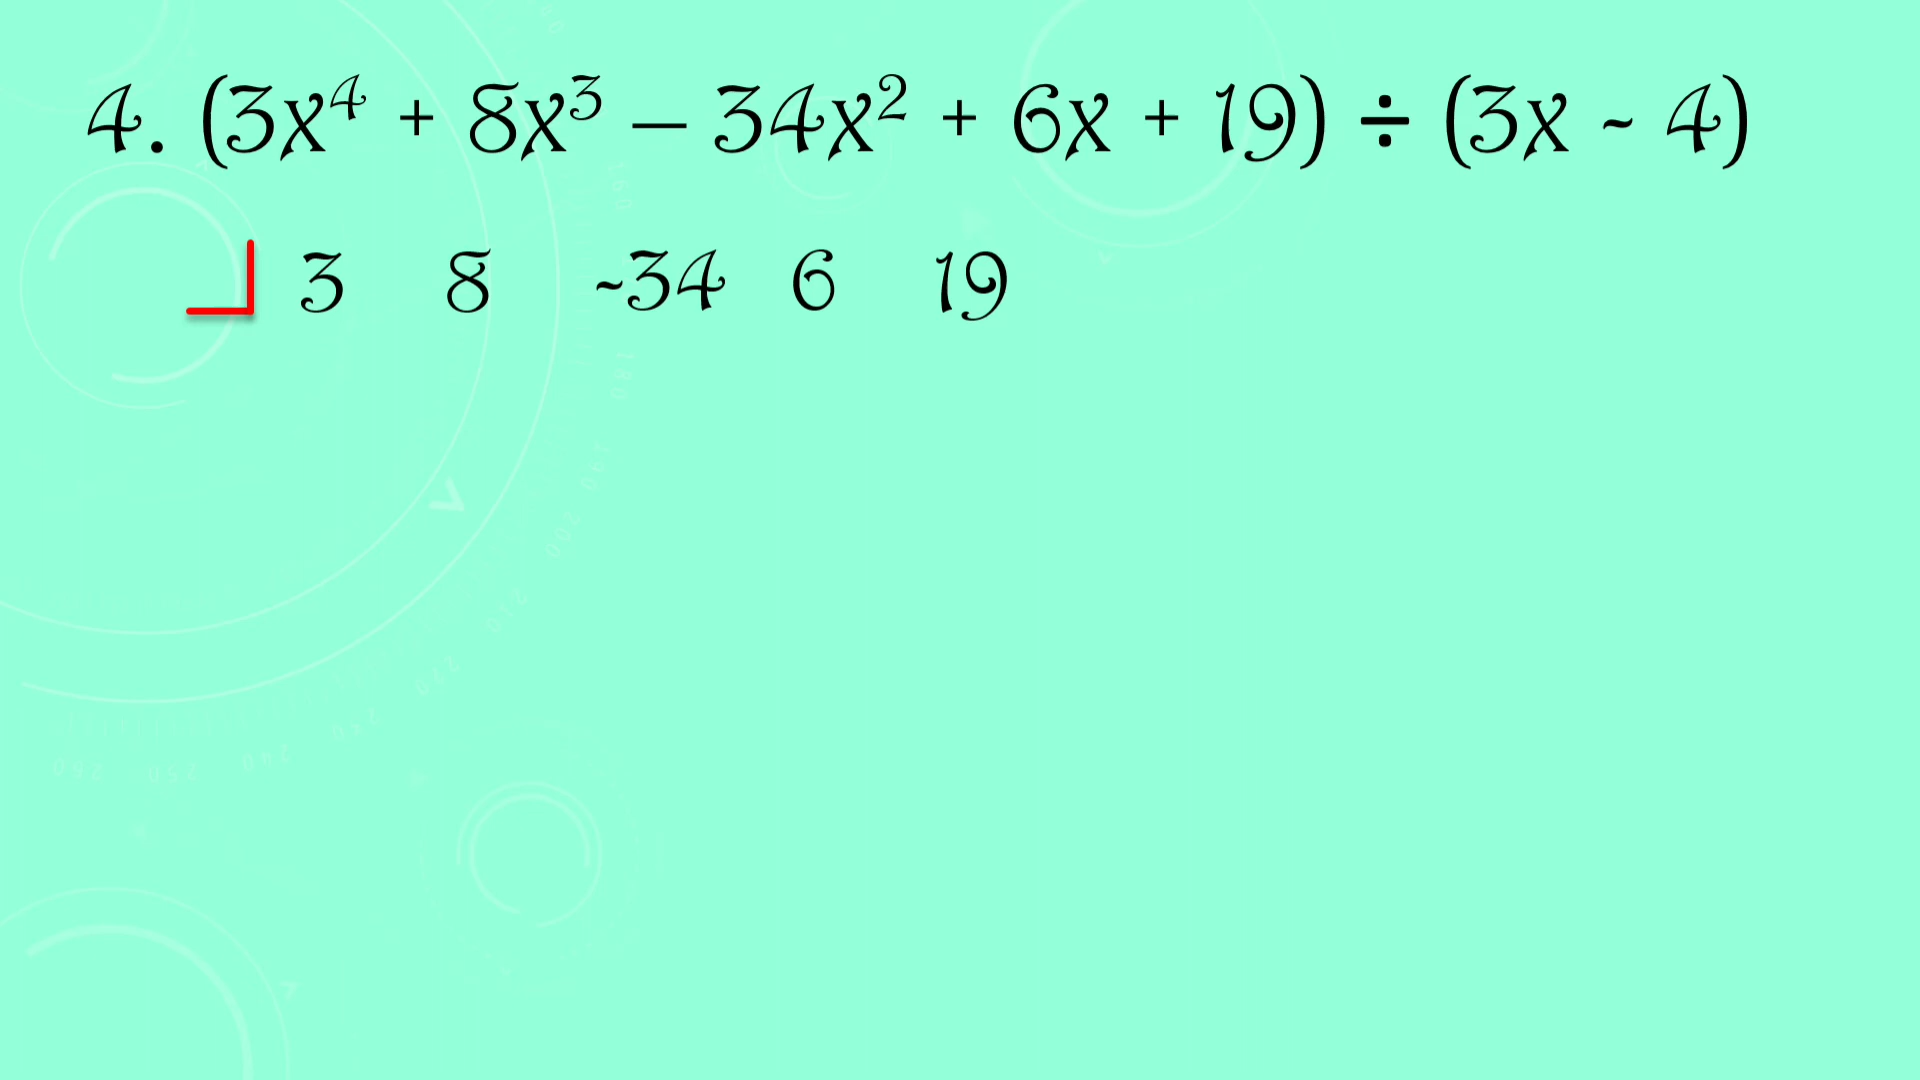 4. (3x⁴ + 8x³ – 34x² + 6x + 19) ÷ (3x - 4)
3 8 -34 6 19